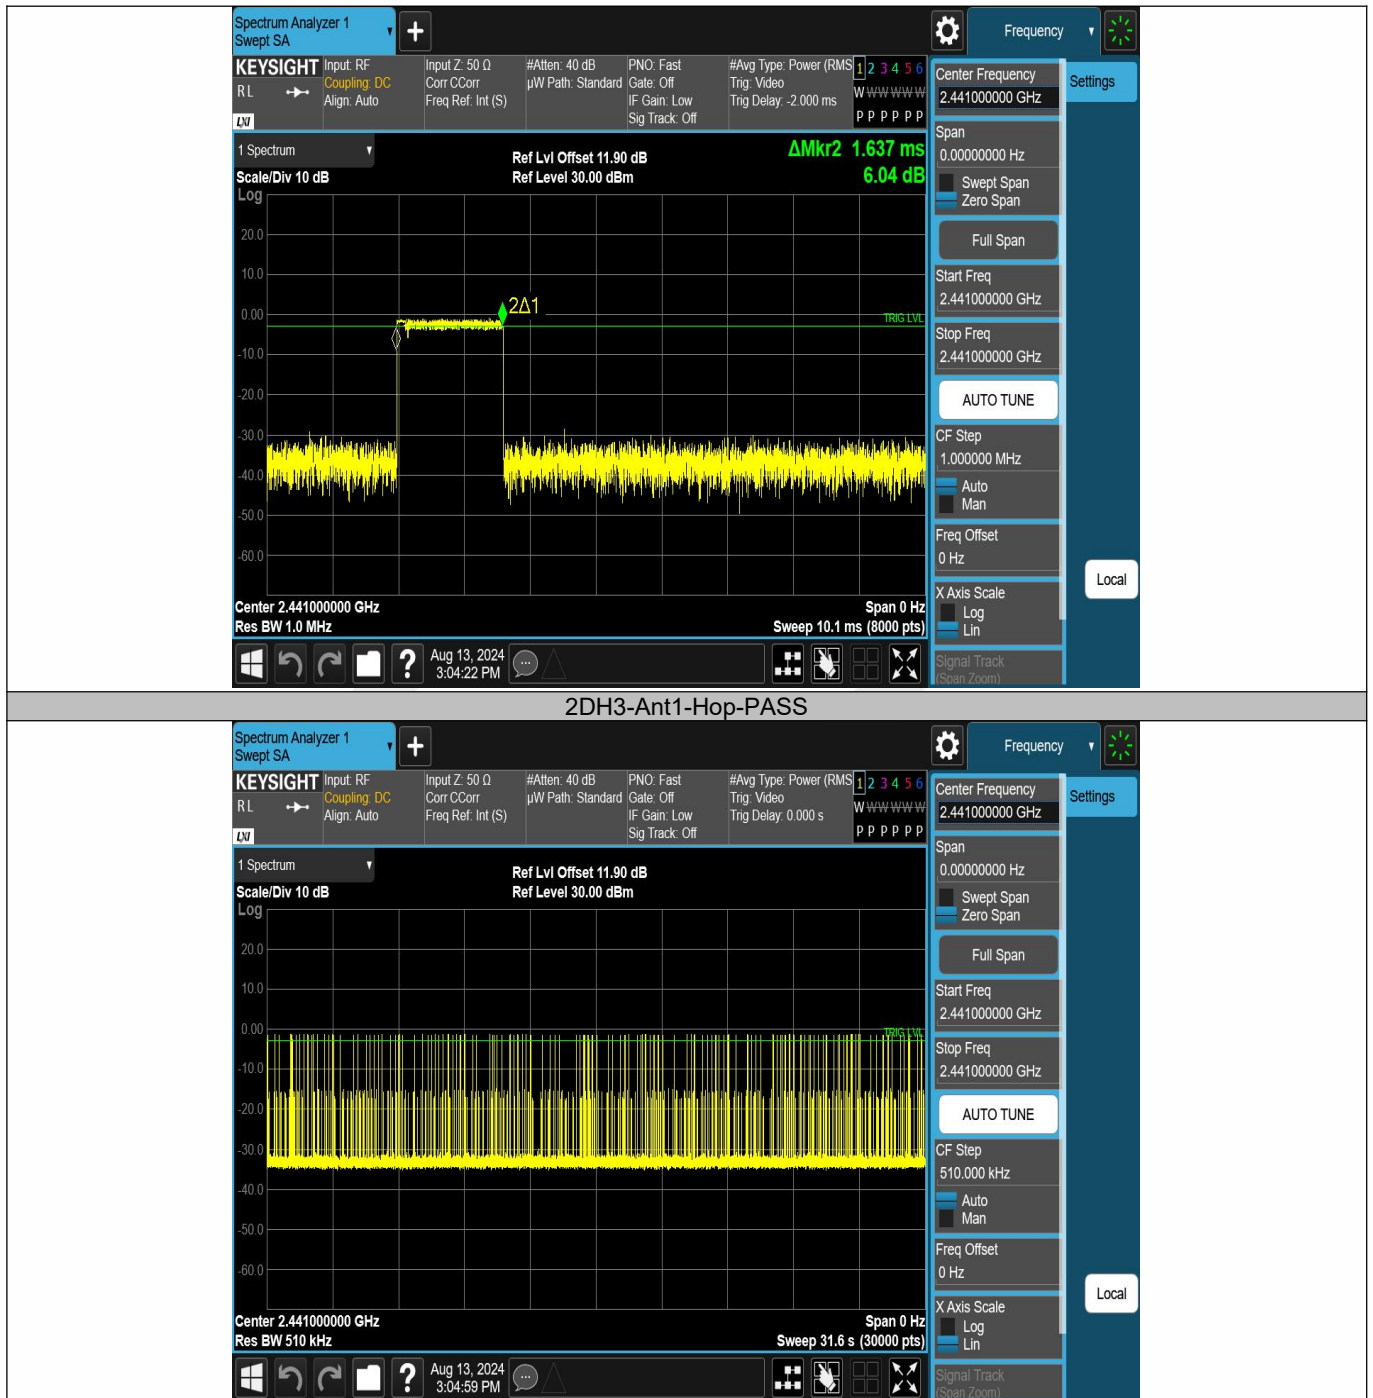 Spectrum Analyzer 1
Swept SA
Frequency
KEYSIGHT
R L
LXI
Input: RF
Coupling: DC
Align: Auto
Input Z: 50 Ω
Corr CCorr
Freq Ref: Int (S)
#Atten: 40 dB
µW Path: Standard
PNO: Fast
Gate: Off
IF Gain: Low
Sig Track: Off
#Avg Type: Power (RMS
Trig: Video
Trig Delay: -2.000 ms
1 2 3 4 5 6
W W W W W W
P P P P P P
1 Spectrum
Scale/Div 10 dB
Ref Lvl Offset 11.90 dB
Ref Level 30.00 dBm
ΔMkr2 1.637 ms
6.04 dB
Log
20.0
10.0
0.00
-10.0
-20.0
-30.0
-40.0
-50.0
-60.0
2Δ1
TRIG LVL
Center 2.441000000 GHz
Res BW 1.0 MHz
Span 0 Hz
Sweep 10.1 ms (8000 pts)
Aug 13, 2024
3:04:22 PM
Center Frequency
2.441000000 GHz
Settings
Span
0.00000000 Hz
Swept Span
Zero Span
Full Span
Start Freq
2.441000000 GHz
Stop Freq
2.441000000 GHz
AUTO TUNE
CF Step
1.000000 MHz
Auto
Man
Freq Offset
0 Hz
Local
X Axis Scale
Log
Lin
Signal Track
(Span Zoom)
2DH3-Ant1-Hop-PASS
Spectrum Analyzer 1
Swept SA
Frequency
KEYSIGHT
R L
LXI
Input: RF
Coupling: DC
Align: Auto
Input Z: 50 Ω
Corr CCorr
Freq Ref: Int (S)
#Atten: 40 dB
µW Path: Standard
PNO: Fast
Gate: Off
IF Gain: Low
Sig Track: Off
#Avg Type: Power (RMS
Trig: Video
Trig Delay: 0.000 s
1 2 3 4 5 6
W W W W W W
P P P P P P
1 Spectrum
Scale/Div 10 dB
Ref Lvl Offset 11.90 dB
Ref Level 30.00 dBm
Log
20.0
10.0
0.00
-10.0
-20.0
-30.0
-40.0
-50.0
-60.0
TRIG LVL
Center 2.441000000 GHz
Res BW 510 kHz
Span 0 Hz
Sweep 31.6 s (30000 pts)
Aug 13, 2024
3:04:59 PM
Center Frequency
2.441000000 GHz
Settings
Span
0.00000000 Hz
Swept Span
Zero Span
Full Span
Start Freq
2.441000000 GHz
Stop Freq
2.441000000 GHz
AUTO TUNE
CF Step
510.000 kHz
Auto
Man
Freq Offset
0 Hz
Local
X Axis Scale
Log
Lin
Signal Track
(Span Zoom)